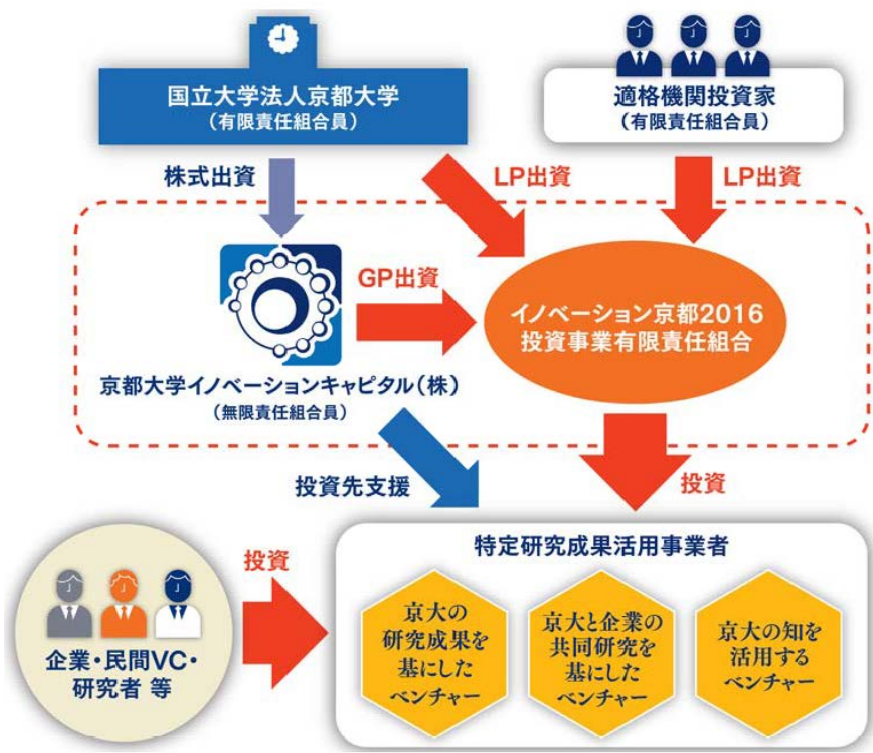 国立大学法人京都大学
（有限責任組合員）
適格機関投資家
（有限責任組合員）
株式出資
LP出資
LP出資
GP出資
イノベーション京都2016
投資事業有限責任組合
京都大学イノベーションキャピタル（株）
（無限責任組合員）
投資先支援
投資
投資
企業・民間VC・
研究者 等
特定研究成果活用事業者
京大の
研究成果を
基にした
ベンチャー
京大と企業の
共同研究を
基にした
ベンチャー
京大の知を
活用する
ベンチャー